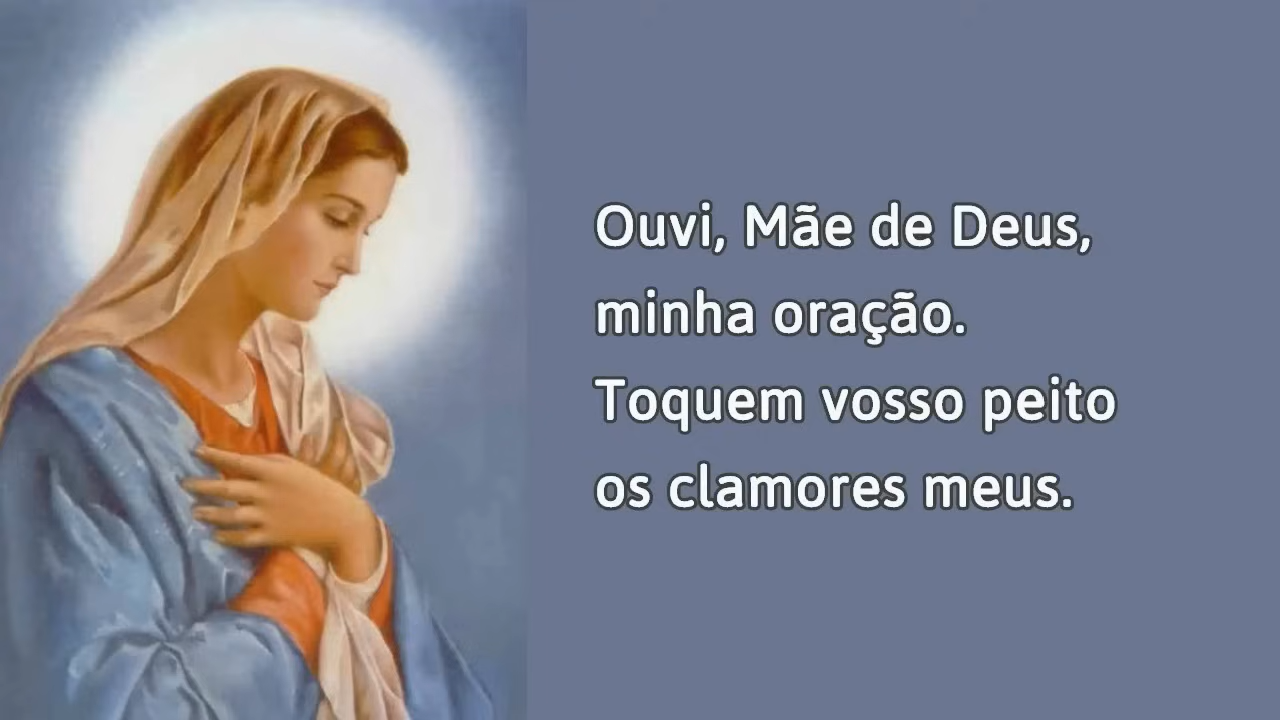 Ouvi, Mãe de Deus,
minha oração.
Toquem vosso peito
os clamores meus.